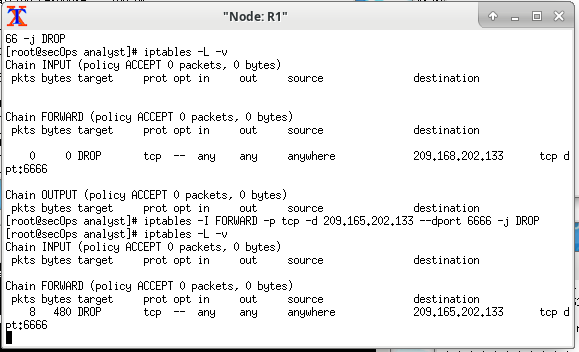 "Node: R1"
66 -j DROP
[root@secOps analyst]# iptables -L -v
Chain INPUT (policy ACCEPT 0 packets, 0 bytes)
 pkts bytes target     prot opt in     out     source               destination

Chain FORWARD (policy ACCEPT 0 packets, 0 bytes)
 pkts bytes target     prot opt in     out     source               destination
    0     0 DROP       tcp  --  any    any     anywhere             209.168.202.133      tcp d
pt:6666

Chain OUTPUT (policy ACCEPT 0 packets, 0 bytes)
 pkts bytes target     prot opt in     out     source               destination
[root@secOps analyst]# iptables -I FORWARD -p tcp -d 209.165.202.133 --dport 6666 -j DROP
[root@secOps analyst]# iptables -L -v
Chain INPUT (policy ACCEPT 0 packets, 0 bytes)
 pkts bytes target     prot opt in     out     source               destination

Chain FORWARD (policy ACCEPT 0 packets, 0 bytes)
 pkts bytes target     prot opt in     out     source               destination
    8   480 DROP       tcp  --  any    any     anywhere             209.165.202.133      tcp d
pt:6666